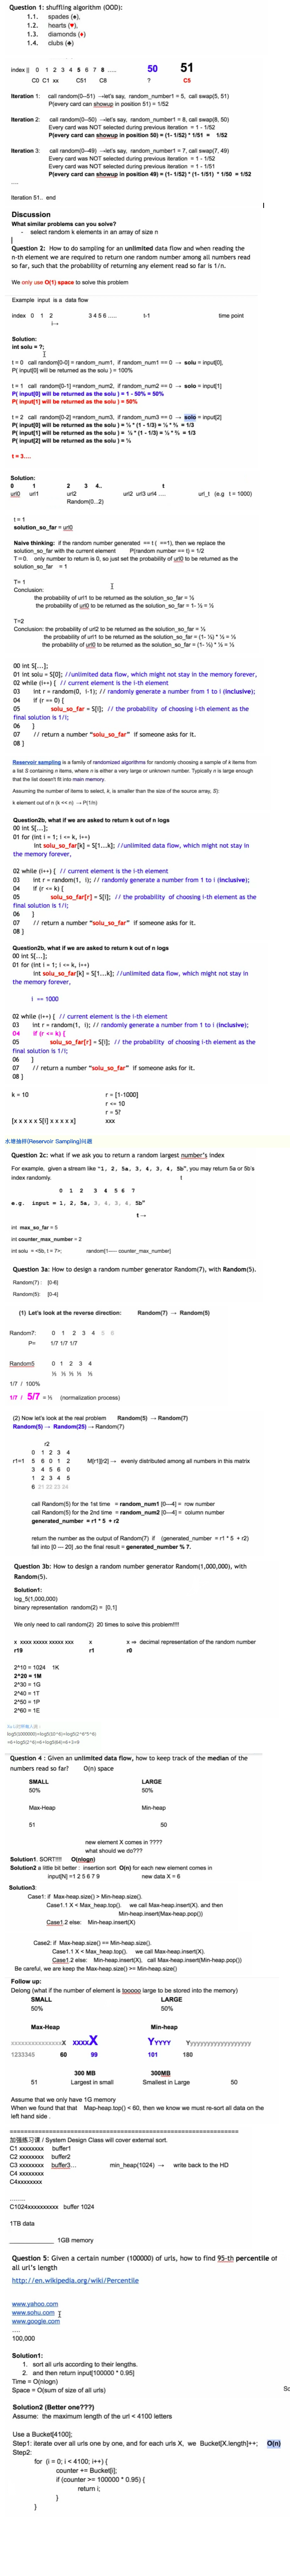 Question 1: shuffling algorithm (OOD):
1.1. spades (♠),
1.2. hearts (♥),
1.3. diamonds (♦)
1.4. clubs (♣)
index || 0 1 2 3 4 5 6 7 8 ..... 50 51
C0 C1 xx C51 C8 ? C5
Iteration 1: call random(0--51) →let's say, random_number1 = 5, call swap(5, 51)
P(every card can showup in position 51) = 1/52
Iteration 2: call random(0--50) →let's say, random_number1 = 8, call swap(8, 50)
Every card was NOT selected during previous iteration = 1 - 1/52
P(every card can showup in position 50) = (1- 1/52) * 1/51 = 1/52
Iteration 3: call random(0--49) →let's say, random_number1 = 7, call swap(7, 49)
Every card was NOT selected during previous iteration = 1 - 1/52
Every card was NOT selected during previous iteration = 1 - 1/51
P(every card can showup in position 49) = (1- 1/52) * (1- 1/51) * 1/50 = 1/52
....
Iteration 51.. end
Discussion
What similar problems can you solve?
- select random k elements in an array of size n
Question 2: How to do sampling for an unlimited data flow and when reading the
n-th element we are required to return one random number among all numbers read
so far, such that the probability of returning any element read so far is 1/n.
We only use O(1) space to solve this problem
Example input is a data flow
index 0 1 2 3 4 5 6 ..... t-1 time point
i→
Solution:
int solu = ?;
t = 0 call random[0-0] = random_num1, if random_num1 == 0 → solo = input[0],
P( input[0] will be returned as the solu ) = 100%
t = 1 call random[0-1] =random_num2, if random_num2 == 0 → solo = input[1]
P( input[0] will be returned as the solu ) = 1 - 50% = 50%
P( input[1] will be returned as the solu ) = 50%
t = 2 call random[0-2] =random_num3, if random_num3 == 0 → solo = input[2]
P( input[0] will be returned as the solu ) = ½ * (1 - 1/3) = ½ * ⅔ = 1/3
P( input[1] will be returned as the solu ) = ½ * (1 - 1/3) = ½ * ⅔ = 1/3
P( input[2] will be returned as the solu ) = ⅓
t = 3....
Solution:
0 1 2 3 4.. t
url0 url1 url2 url2 url3 url4 .... url_t (e.g t = 1000)
Random(0...2)
t = 1
solution_so_far = url0
Naive thinking: if the random number generated == t ( ==1), then we replace the
solution_so_far with the current element P(random number == t) = 1/2
T=0. only number to return is 0, so just set the probability of url0 to be returned as the
solution_so_far = 1
T= 1
Conclusion:
the probability of url1 to be returned as the solution_so_far = ½
the probability of url0 to be returned as the solution_so_far = 1- ½ = ½
T=2
Conclusion: the probability of url2 to be returned as the solution_so_far = ⅓
the probability of url1 to be returned as the solution_so_far = (1- ⅓) * ½ = ⅓
the probability of url0 to be returned as the solution_so_far = (1- ⅓) * ½ = ⅓
00 int S[...];
01 Int solu = S[0]; //unlimited data flow, which might not stay in the memory forever,
02 while (i++) { // current element is the i-th element
03 Int r = random(0, i-1); // randomly generate a number from 1 to i (inclusive);
04 if (r == 0) {
05 solu_so_far = S[i]; // the probability of choosing i-th element as the
final solution is 1/i;
06 }
07 // return a number "solu_so_far" if someone asks for it.
08 }
Reservoir sampling is a family of randomized algorithms for randomly choosing a sample of k items from
a list S containing n items, where n is either a very large or unknown number. Typically n is large enough
that the list doesn't fit into main memory.
Assuming the number of items to select, k, is smaller than the size of the source array, S).
k element out of n (k << n) → P(1/n)
Question2b, what if we are asked to return k out of n logs
00 int S[...];
01 for (int i = 1; i <= k, i++)
int solu_so_far[k] = S[1...k]; //unlimited data flow, which might not stay in
the memory forever,
02 while (i++) { // current element is the i-th element
03 int r = random(1, i); // randomly generate a number from 1 to i (inclusive);
04 if (r <= k) {
05 solu_so_far[r] = S[i]; // the probability of choosing i-th element as the
final solution is 1/i;
06 }
07 // return a number "solu_so_far" if someone asks for it.
08 }
Question2b, what if we are asked to return k out of n logs
00 int S[...];
01 for (int i = 1; i <= k, i++)
int solu_so_far[k] = S[1...k]; //unlimited data flow, which might not stay in
the memory forever,
i == 1000
02 while (i++) { // current element is the i-th element
03 int r = random(1, i); // randomly generate a number from 1 to i (inclusive);
04 if (r <= k) {
05 solu_so_far[r] = S[i]; // the probability of choosing i-th element as the
final solution is 1/i;
06 }
07 // return a number "solu_so_far" if someone asks for it.
08 }
k = 10 r = [1-1000]
r <= 10
r = 5?
[x x x x x S[i] x x x x x] xxx
水塘抽样(Reservoir Sampling)问题
Question 2c: what if we ask you to return a random largest number's index
For example, given a stream like "1, 2, 5a, 3, 4, 3, 4, 5b", you may return 5a or 5b's
index randomly. t
0 1 2 3 4 5 6 7
e.g. input = 1, 2, 5a, 3, 4, 3, 4, 5b"
t→
int max_so_far = 5
int counter_max_number = 2
int solu = <5b, t = 7>; random[1----- counter_max_number]
Question 3a: How to design a random number generator Random(7), with Random(5).
Random(7) : [0-6]
Random(5): [0-4]
(1) Let's look at the reverse direction: Random(7) → Random(5)
Random7: 0 1 2 3 4 5 6
P= 1/7 1/7 1/7
Random5 0 1 2 3 4
⅕ ⅕ ⅕ ⅕ ⅕
1/7 / 100%
1/7 / 5/7 = ⅕ (normalization process)
(2) Now let's look at the real problem Random(5) → Random(7)
Random(5) → Random(25) → Random(7)
r2
0 1 2 3 4
r1=1 5 6 0 1 2 M[r1][r2] → evenly distributed among all numbers in this matrix
3 4 5 6 0
1 2 3 4 5
6 21 22 23 24
call Random(5) for the 1st time = random_num1 [0---4] = row number
call Random(5) for the 2nd time = random_num2 [0---4] = column number
generated_number = r1 * 5 + r2
return the number as the output of Random(7) if (generated_number = r1 * 5 + r2)
fall into [0 --- 20] ,so the final result = generated_number % 7.
Question 3b: How to design a random number generator Random(1,000,000), with
Random(5).
Solution1:
log_5(1,000,000)
binary representation random(2) = [0,1]
We only need to call random(2) 20 times to solve this problem!!!!
x xxxx xxxxx xxxxx xxx x x ⇒ decimal representation of the random number
r19 r1 r0
2^10 = 1024 1K
2^20 = 1M
2^30 = 1G
2^40 = 1T
2^50 = 1P
2^60 = 1E
Question 4 : Given an unlimited data flow, how to keep track of the median of the
numbers read so far? O(n) space
SMALL LARGE
50% 50%
Max-Heap Min-heap
51 50
new element X comes in ????
what should we do???
Solution1. SORT!!!! O(nlogn)
Solution2 a little bit better : insertion sort O(n) for each new element comes in
input[N] =1 2 5 6 7 9 new data X = 6
Solution3:
Case1: if Max-heap.size() > Min-heap.size().
Case1.1 X < Max_heap.top(). we call Max-heap.insert(X). and then
Min-heap.insert(Max-heap.pop())
Case1.2 else: Min-heap.insert(X)
Case2: if Max-heap.size() == Min-heap.size().
Case1.1 X < Max_heap.top(). we call Max-heap.insert(X).
Case1.2 else: Min-heap.insert(X), call Max-heap.insert(Min-heap.pop())
Be careful, we are keep the Max-heap.size() >= Min-heap.size()
Follow up:
Delong (what if the number of element is tooooo large to be stored into the memory)
SMALL LARGE
50% 50%
Max-Heap Min-heap
xxxxxxxxxxxxxxxX xxxxX YYYYY Yyyyyyyyyyyyyyyyyyy
1233345 60 99 101 180
300 MB 300MB
51 Largest in small Smallest in Large 50
Assume that we only have 1G memory
When we found that that Map-heap.top() < 60, then we know we must re-sort all data on the
left hand side .
加强练习课 / System Design Class will cover external sort.
C1 xxxxxxxx buffer1
C2 xxxxxxxx buffer2
C3 xxxxxxxx buffer3... min_heap(1024) → write back to the HD
C4 xxxxxxxx
C4xxxxxxxx
........
C1024xxxxxxxxxx buffer 1024
1TB data
1GB memory
Question 5: Given a certain number (100000) of urls, how to find 95-th percentile of
all url's length
http://en.wikipedia.org/wiki/Percentile
www.yahoo.com
www.sohu.com
www.google.com
....
100,000
Solution1:
1. sort all urls according to their lengths.
2. and then return input[100000 * 0.95]
Time = O(nlogn)
Space = O(sum of size of all urls)
Sc
Solution2 (Better one???)
Assume: the maximum length of the url < 4100 letters
Use a Bucket[4100];
Step1: iterate over all urls one by one, and for each urls X, we Bucket[X.length]++; O(n)
Step2:
for (i = 0; i < 4100; i++) {
counter += Bucket[i];
if (counter >= 100000 * 0.95) {
return i;
}
}